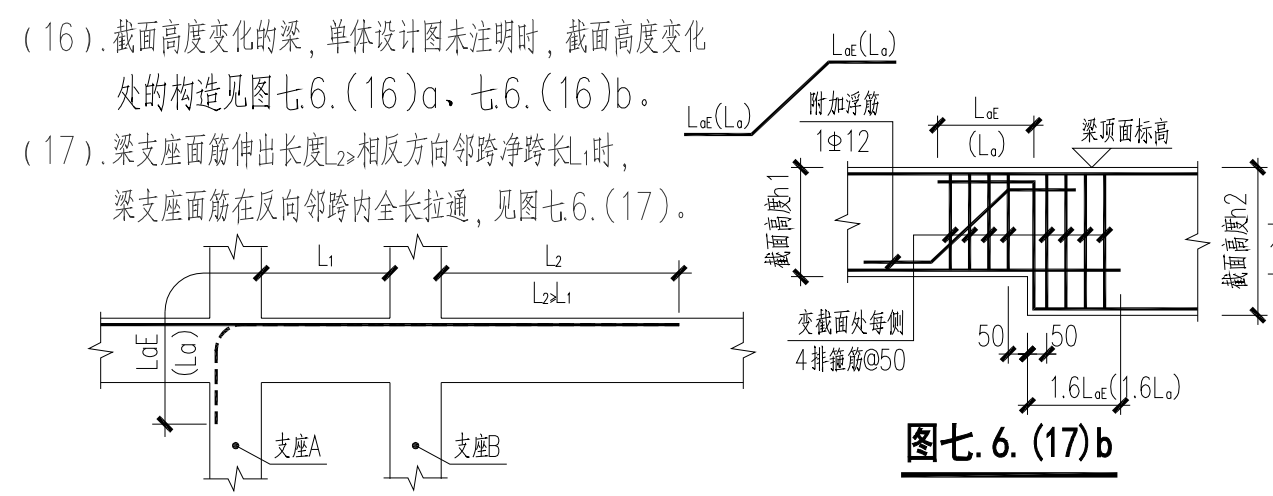 (16).截面高度变化的梁,单体设计图未注明时,截面高度变化
处的构造见图七.6.(16)a、七.6.(16)b。
(17).梁支座面筋伸出长度L2≥相反方向邻跨净跨长L1时,
梁支座面筋在反向邻跨内全长拉通,见图七.6.(17)。
L1
L2
L2≥L1
LaE
(La)
支座A
支座B
LaE(La)
LaE(La)
附加浮筋
1Φ12
LaE
(La)
梁顶面标高
截面高度h1
截面高度h2
变截面处每侧
4排箍筋@50
50
50
1.6LaE(1.6La)
图七.6.(17)b